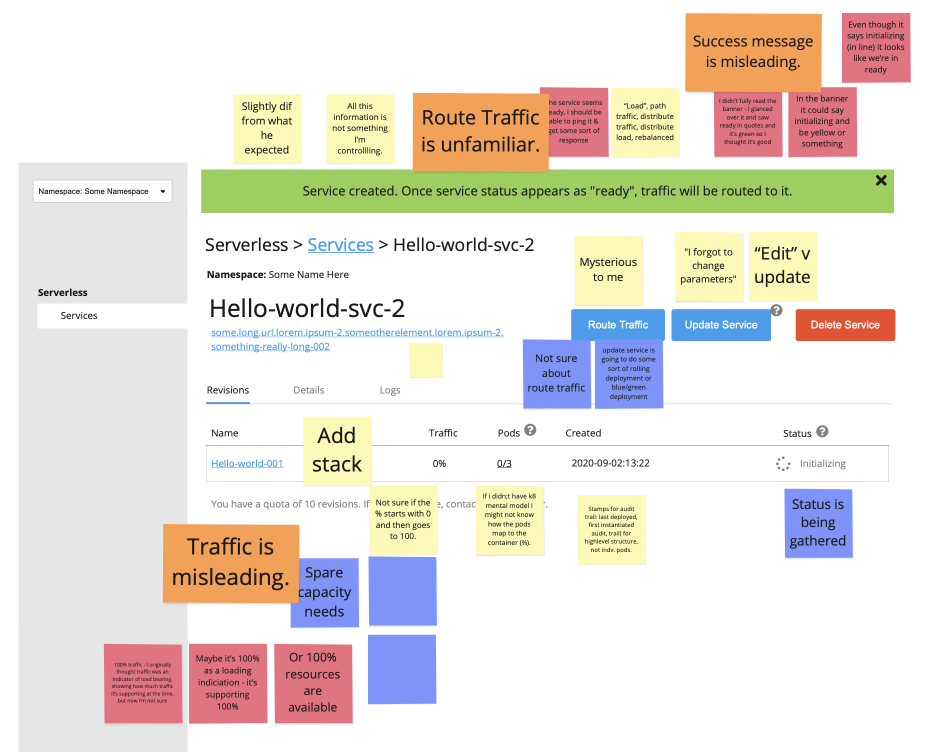 Success message
is misleading.
Even though it
says initializing
(in line) it looks
like we're in
ready
Slightly dif
from what
he
expected
All this
information is
not something
I'm
controllling.
Route Traffic
is unfamiliar.
the service seems
ready, I should be
able to ping it &
get some sort of
response
“Load”, path
traffic, distribute
traffic, distribute
load, rebalanced
I didn't fully read the
banner - I glanced
over it and saw
ready in quotes and
it's green so I
thought it's good
In the banner
it could say
initializing and
be yellow or
something
Namespace: Some Namespace
Service created. Once service status appears as "ready", traffic will be routed to it.
Serverless > Services > Hello-world-svc-2
Namespace: Some Name Here
Mysterious
to me
"I forgot to
change
parameters"
“Edit” v
update
Serverless
Services
Hello-world-svc-2
some.long.url.lorem.ipsum-2.someotherelement.lorem.ipsum-2.
something-really-long-002
Route Traffic
Update Service
?
Delete Service
Not sure
about
route traffic
update service is
going to do some
sort of rolling
deployment or
blue/green
deployment
Revisions
Details
Logs
Name
Traffic
Pods ?
Created
Status ?
Add
stack
Hello-world-001
0%
0/3
2020-09-02:13:22
Initializing
You have a quota of 10 revisions. If
e, contac
r.
Not sure if the
% starts with 0
and then goes
to 100.
If i didn;t have k8
mental model I
might not know
how the pods
map to the
container (⅗).
Stamps for audit
trail: last deployed,
first instantiated
audit, trail) for
highlevel structure,
not indv. pods.
Status is
being
gathered
Traffic is
misleading.
Spare
capacity
needs
100% traffic - I originally
thought traffic was an
indicator of load bearing,
showing how much traffic
it's supporting at the time,
but now I'm not sure
Maybe it's 100%
as a loading
indiciation - it's
supporting
100%
Or 100%
resources
are
available